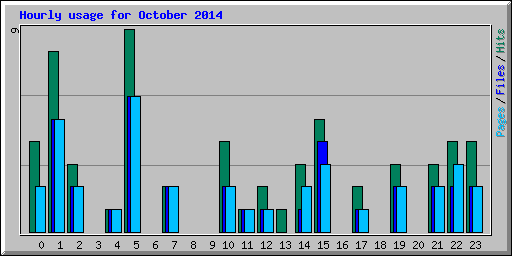 Hourly usage for October 2014
9
Pages/Files/Hits
0 1 2 3 4 5 6 7 8 9 10 11 12 13 14 15 16 17 18 19 20 21 22 23